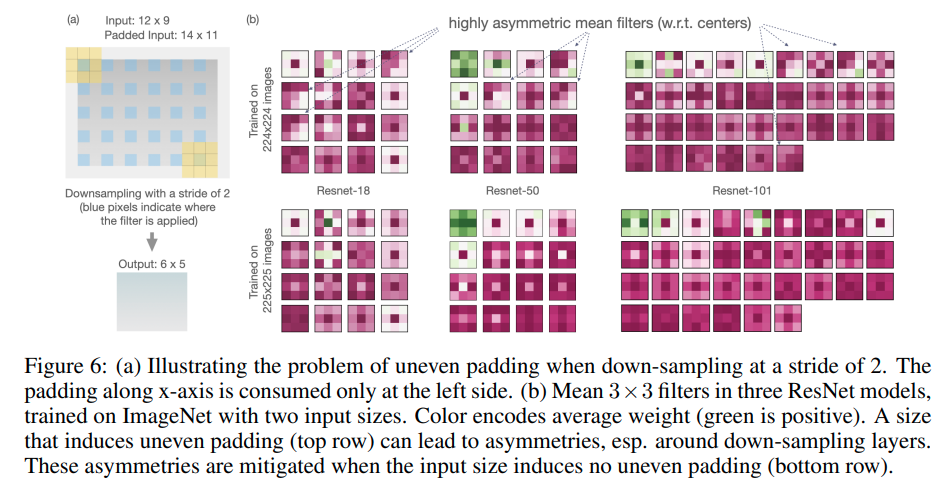 (a)
Input: 12 x 9
Padded Input: 14 x 11
Downsampling with a stride of 2
(blue pixels indicate where
the filter is applied)
Output: 6 x 5
(b)
highly asymmetric mean filters (w.r.t. centers)
Trained on
224x224 images
Resnet-18
Resnet-50
Resnet-101
Trained on
225x225 images
Figure 6: (a) Illustrating the problem of uneven padding when down-sampling at a stride of 2. The
padding along x-axis is consumed only at the left side. (b) Mean 3×3 filters in three ResNet models,
trained on ImageNet with two input sizes. Color encodes average weight (green is positive). A size
that induces uneven padding (top row) can lead to asymmetries, esp. around down-sampling layers.
These asymmetries are mitigated when the input size induces no uneven padding (bottom row).